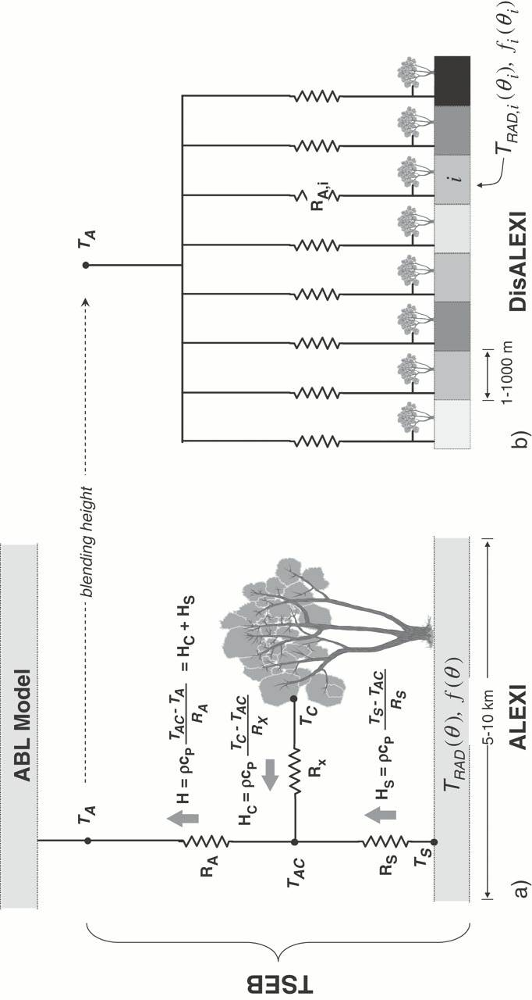 ABL Model
T_A
blending height
T_A
R_A
H = ρc_P (T_AC - T_A) / R_A = H_C + H_S
T_AC
H_C = ρc_P (T_C - T_AC) / R_X
R_x
T_C
R_S
H_S = ρc_P (T_S - T_AC) / R_S
T_S
T_RAD(θ), f(θ)
5-10 km
a)
ALEXI
TSEB
R_A,i
i
1-1000 m
T_RAD,i(θ_i), f_i(θ_i)
b)
DisALEXI